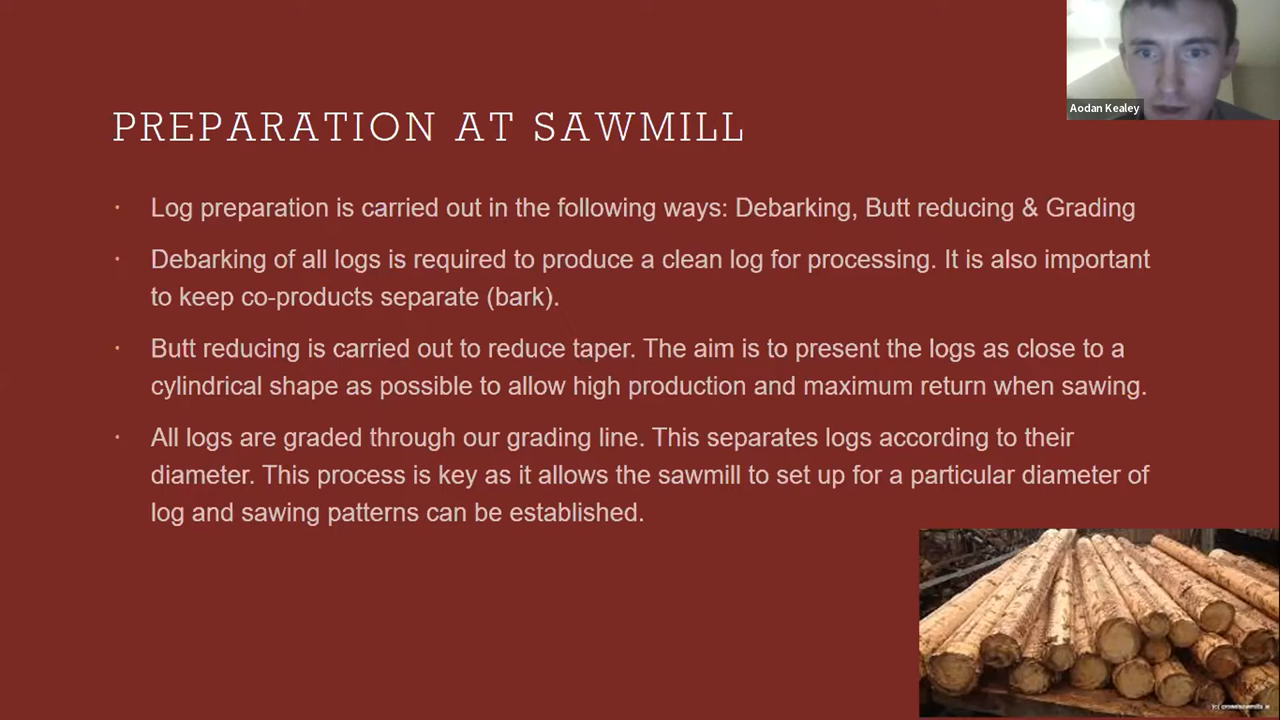 Aodan Kealey
PREPARATION AT SAWMILL
· Log preparation is carried out in the following ways: Debarking, Butt reducing & Grading
· Debarking of all logs is required to produce a clean log for processing. It is also important
to keep co-products separate (bark).
· Butt reducing is carried out to reduce taper. The aim is to present the logs as close to a
cylindrical shape as possible to allow high production and maximum return when sawing.
· All logs are graded through our grading line. This separates logs according to their
diameter. This process is key as it allows the sawmill to set up for a particular diameter of
log and sawing patterns can be established.